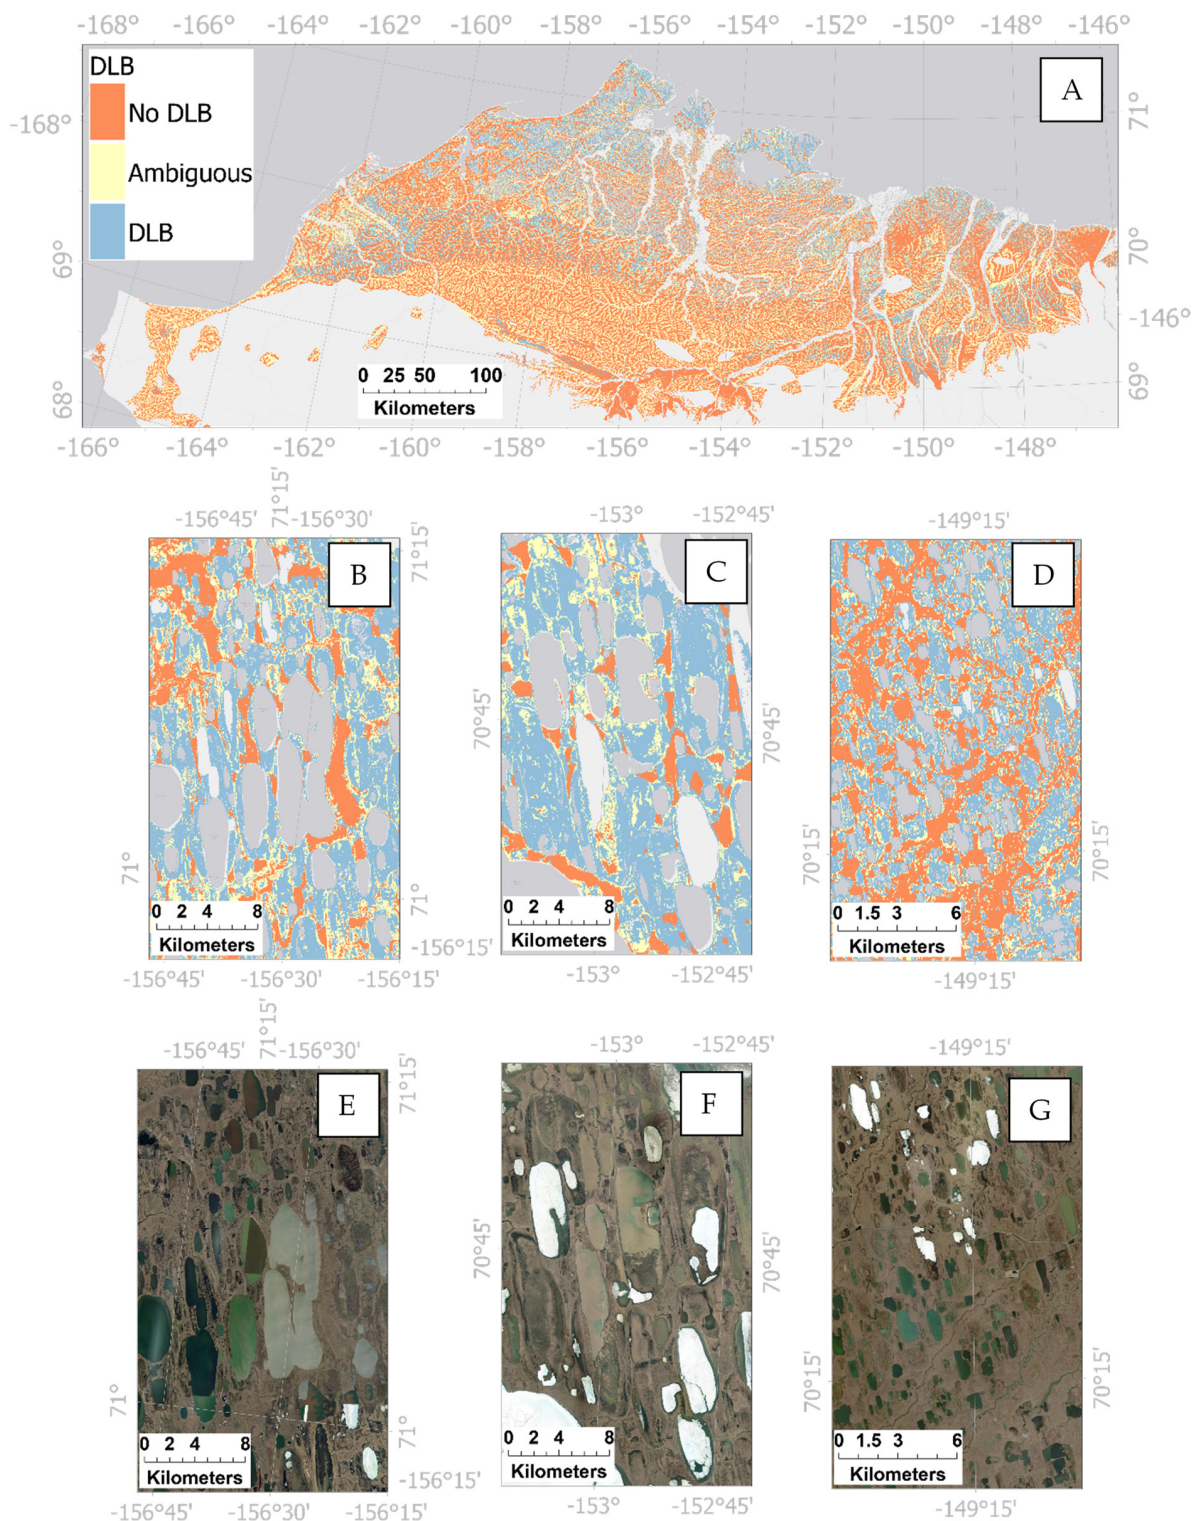 -168° -166° -164° -162° -160° -158° -156° -154° -152° -150° -148° -146°
DLB
No DLB
Ambiguous
DLB
A
-168°
69°
68°
71°
70°
-146°
69°
0 25 50 100
Kilometers
-166° -164° -162° -160° -158° -156° -154° -152° -150° -148°
-156°45' 71°15' -156°30'
71°15'
B
71°
71°
0 2 4 8
Kilometers
-156°15'
-156°45' -156°30' -156°15'
-153° -152°45'
C
70°45'
70°45'
0 2 4 8
Kilometers
-153° -152°45'
-149°15'
D
70°15'
70°15'
0 1.5 3 6
Kilometers
-149°15'
-156°45' 71°15' -156°30'
71°15'
E
71°
71°
0 2 4 8
Kilometers
-156°15'
-156°45' -156°30' -156°15'
-153° -152°45'
F
70°45'
70°45'
0 2 4 8
Kilometers
-153° -152°45'
-149°15'
G
70°15'
70°15'
0 1.5 3 6
Kilometers
-149°15'